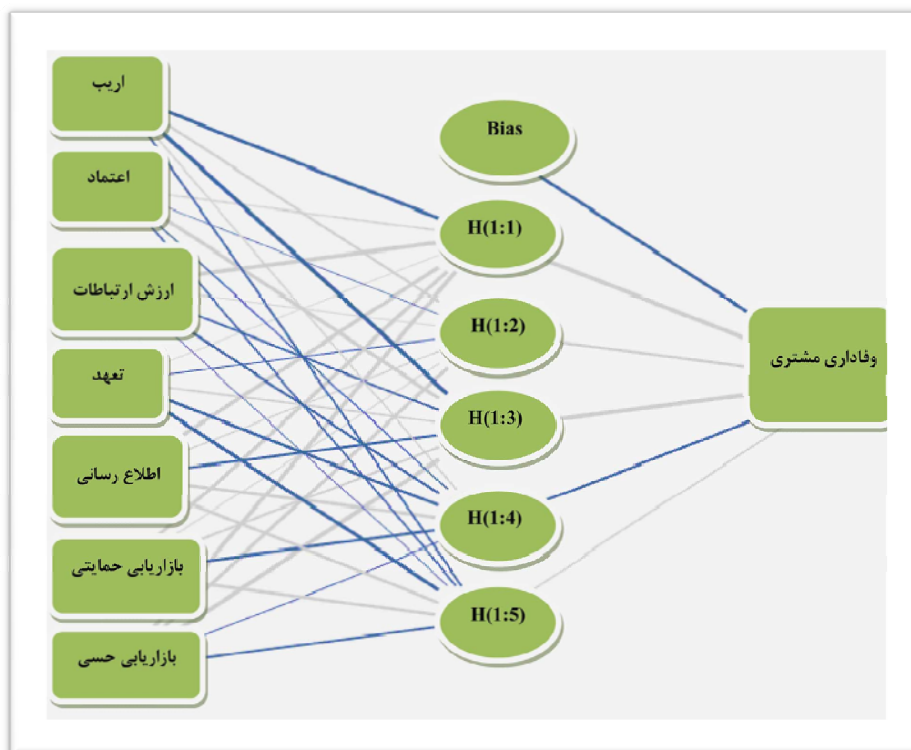 اریب
اعتماد
ارزش ارتباطات
تعهد
اطلاع رسانی
بازاریابی حمایتی
بازاریابی حسی
Bias
H(1:1)
H(1:2)
H(1:3)
H(1:4)
H(1:5)
وفاداری مشتری